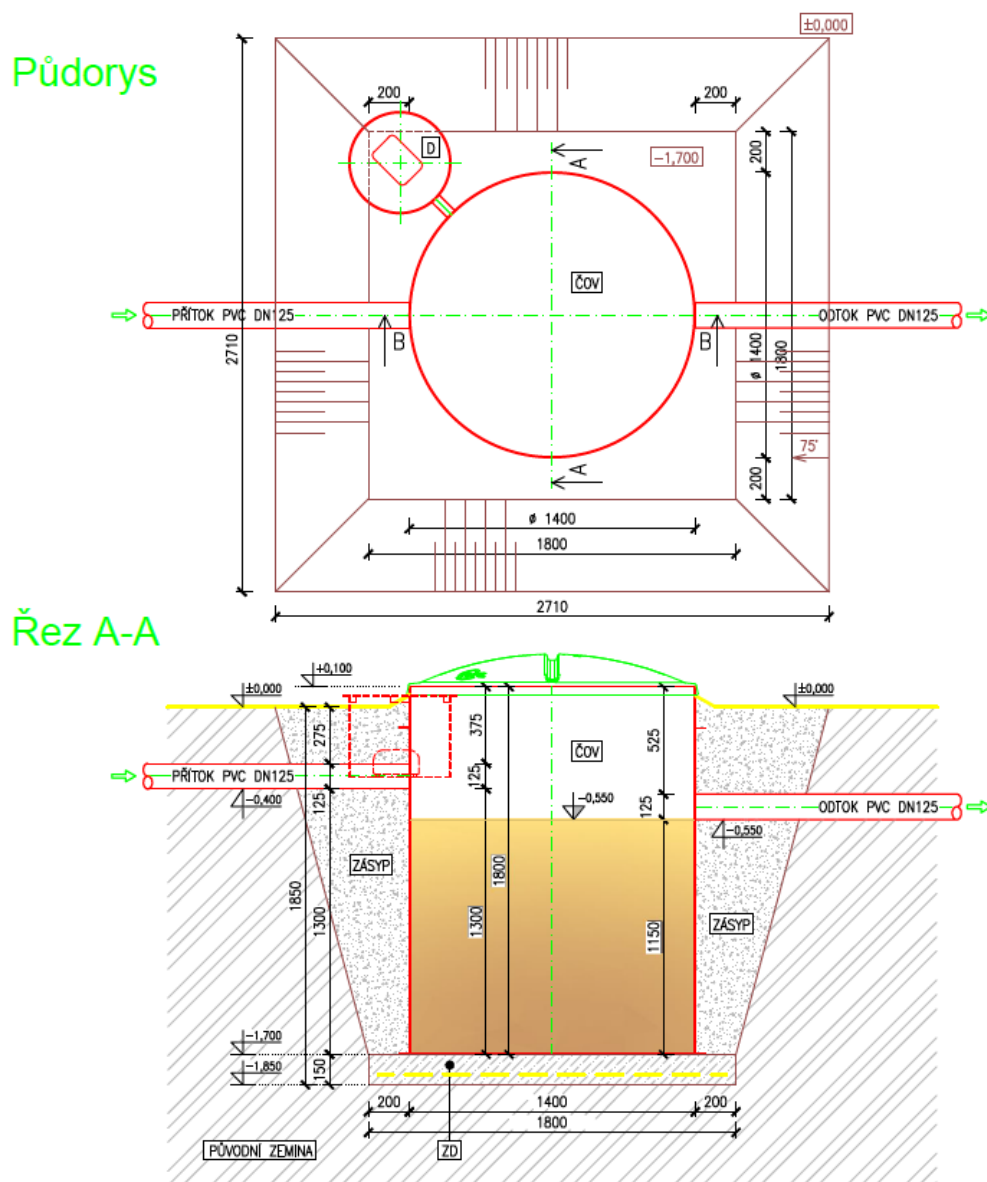 Půdorys
±0,000
200
200
D
A
-1,700
200
ČOV
PŘÍTOK PVC DN125
ODTOK PVC DN125
B
B
2710
ø 1400
1800
75°
A
200
ø 1400
1800
2710
Řez A-A
+0,100
±0,000
±0,000
275
375
525
ČOV
PŘÍTOK PVC DN125
125
-0,400
125
-0,550
125
ODTOK PVC DN125
-0,550
ZÁSYP
1850
1300
1300
1800
1150
ZÁSYP
-1,700
-1,850
150
200
1400
200
1800
PŮVODNÍ ZEMINA
ZD